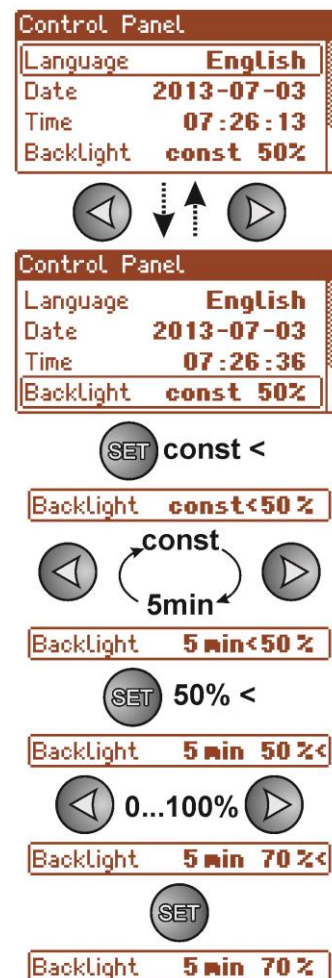 Control Panel
Language English
Date 2013-07-03
Time 07:26:13
Backlight const 50%
Control Panel
Language English
Date 2013-07-03
Time 07:26:36
Backlight const 50%
SET const <
Backlight const<50 %
const
5min
Backlight 5 min<50 %
SET 50% <
Backlight 5 min 50 %<
0...100%
Backlight 5 min 70 %<
SET
Backlight 5 min 70 %